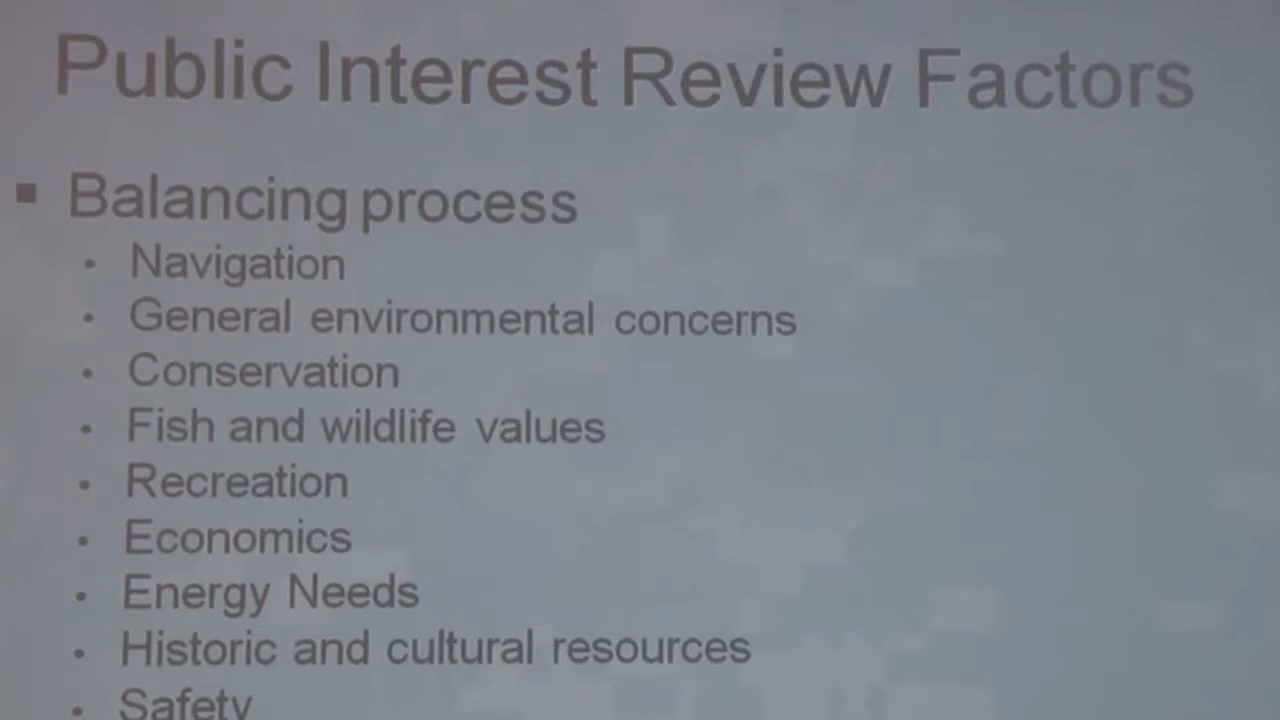 Public Interest Review Factors
▪ Balancing process
• Navigation
• General environmental concerns
• Conservation
• Fish and wildlife values
• Recreation
• Economics
• Energy Needs
• Historic and cultural resources
• Safety